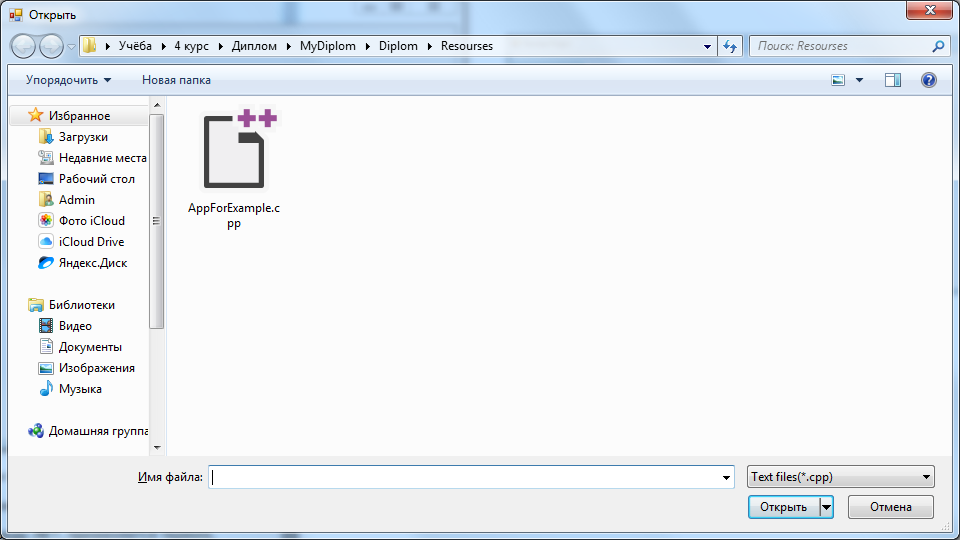 Открыть
Учёба 4 курс Диплом MyDiplom Diplom Resourses
Поиск: Resourses
Упорядочить Новая папка
Избранное
Загрузки
Недавние места
Рабочий стол
Admin
Фото iCloud
iCloud Drive
Яндекс.Диск
Библиотеки
Видео
Документы
Изображения
Музыка
Домашняя группа
AppForExample.c
pp
Имя файла:
Text files(*.cpp)
Открыть
Отмена